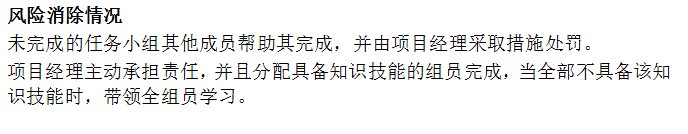 风险消除情况
未完成的任务小组其他成员帮助其完成，并由项目经理采取措施处罚。
项目经理主动承担责任，并且分配具备知识技能的组员完成，当全部不具备该知
识技能时，带领全组员学习。